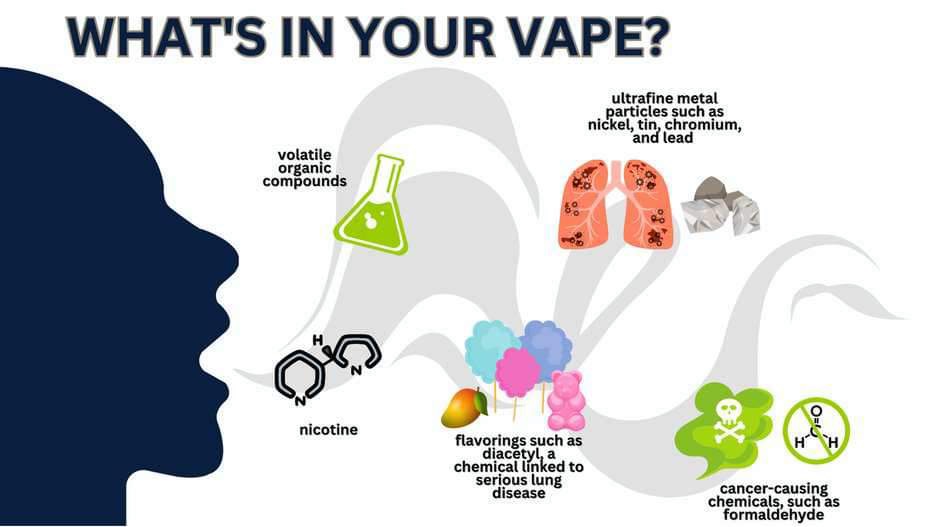 WHAT'S IN YOUR VAPE?
ultrafine metal
particles such as
nickel, tin, chromium,
and lead
volatile
organic
compounds
H
N
N
nicotine
flavorings such as
diacetyl, a
chemical linked to
serious lung
disease
O
C
H H
cancer-causing
chemicals, such as
formaldehyde